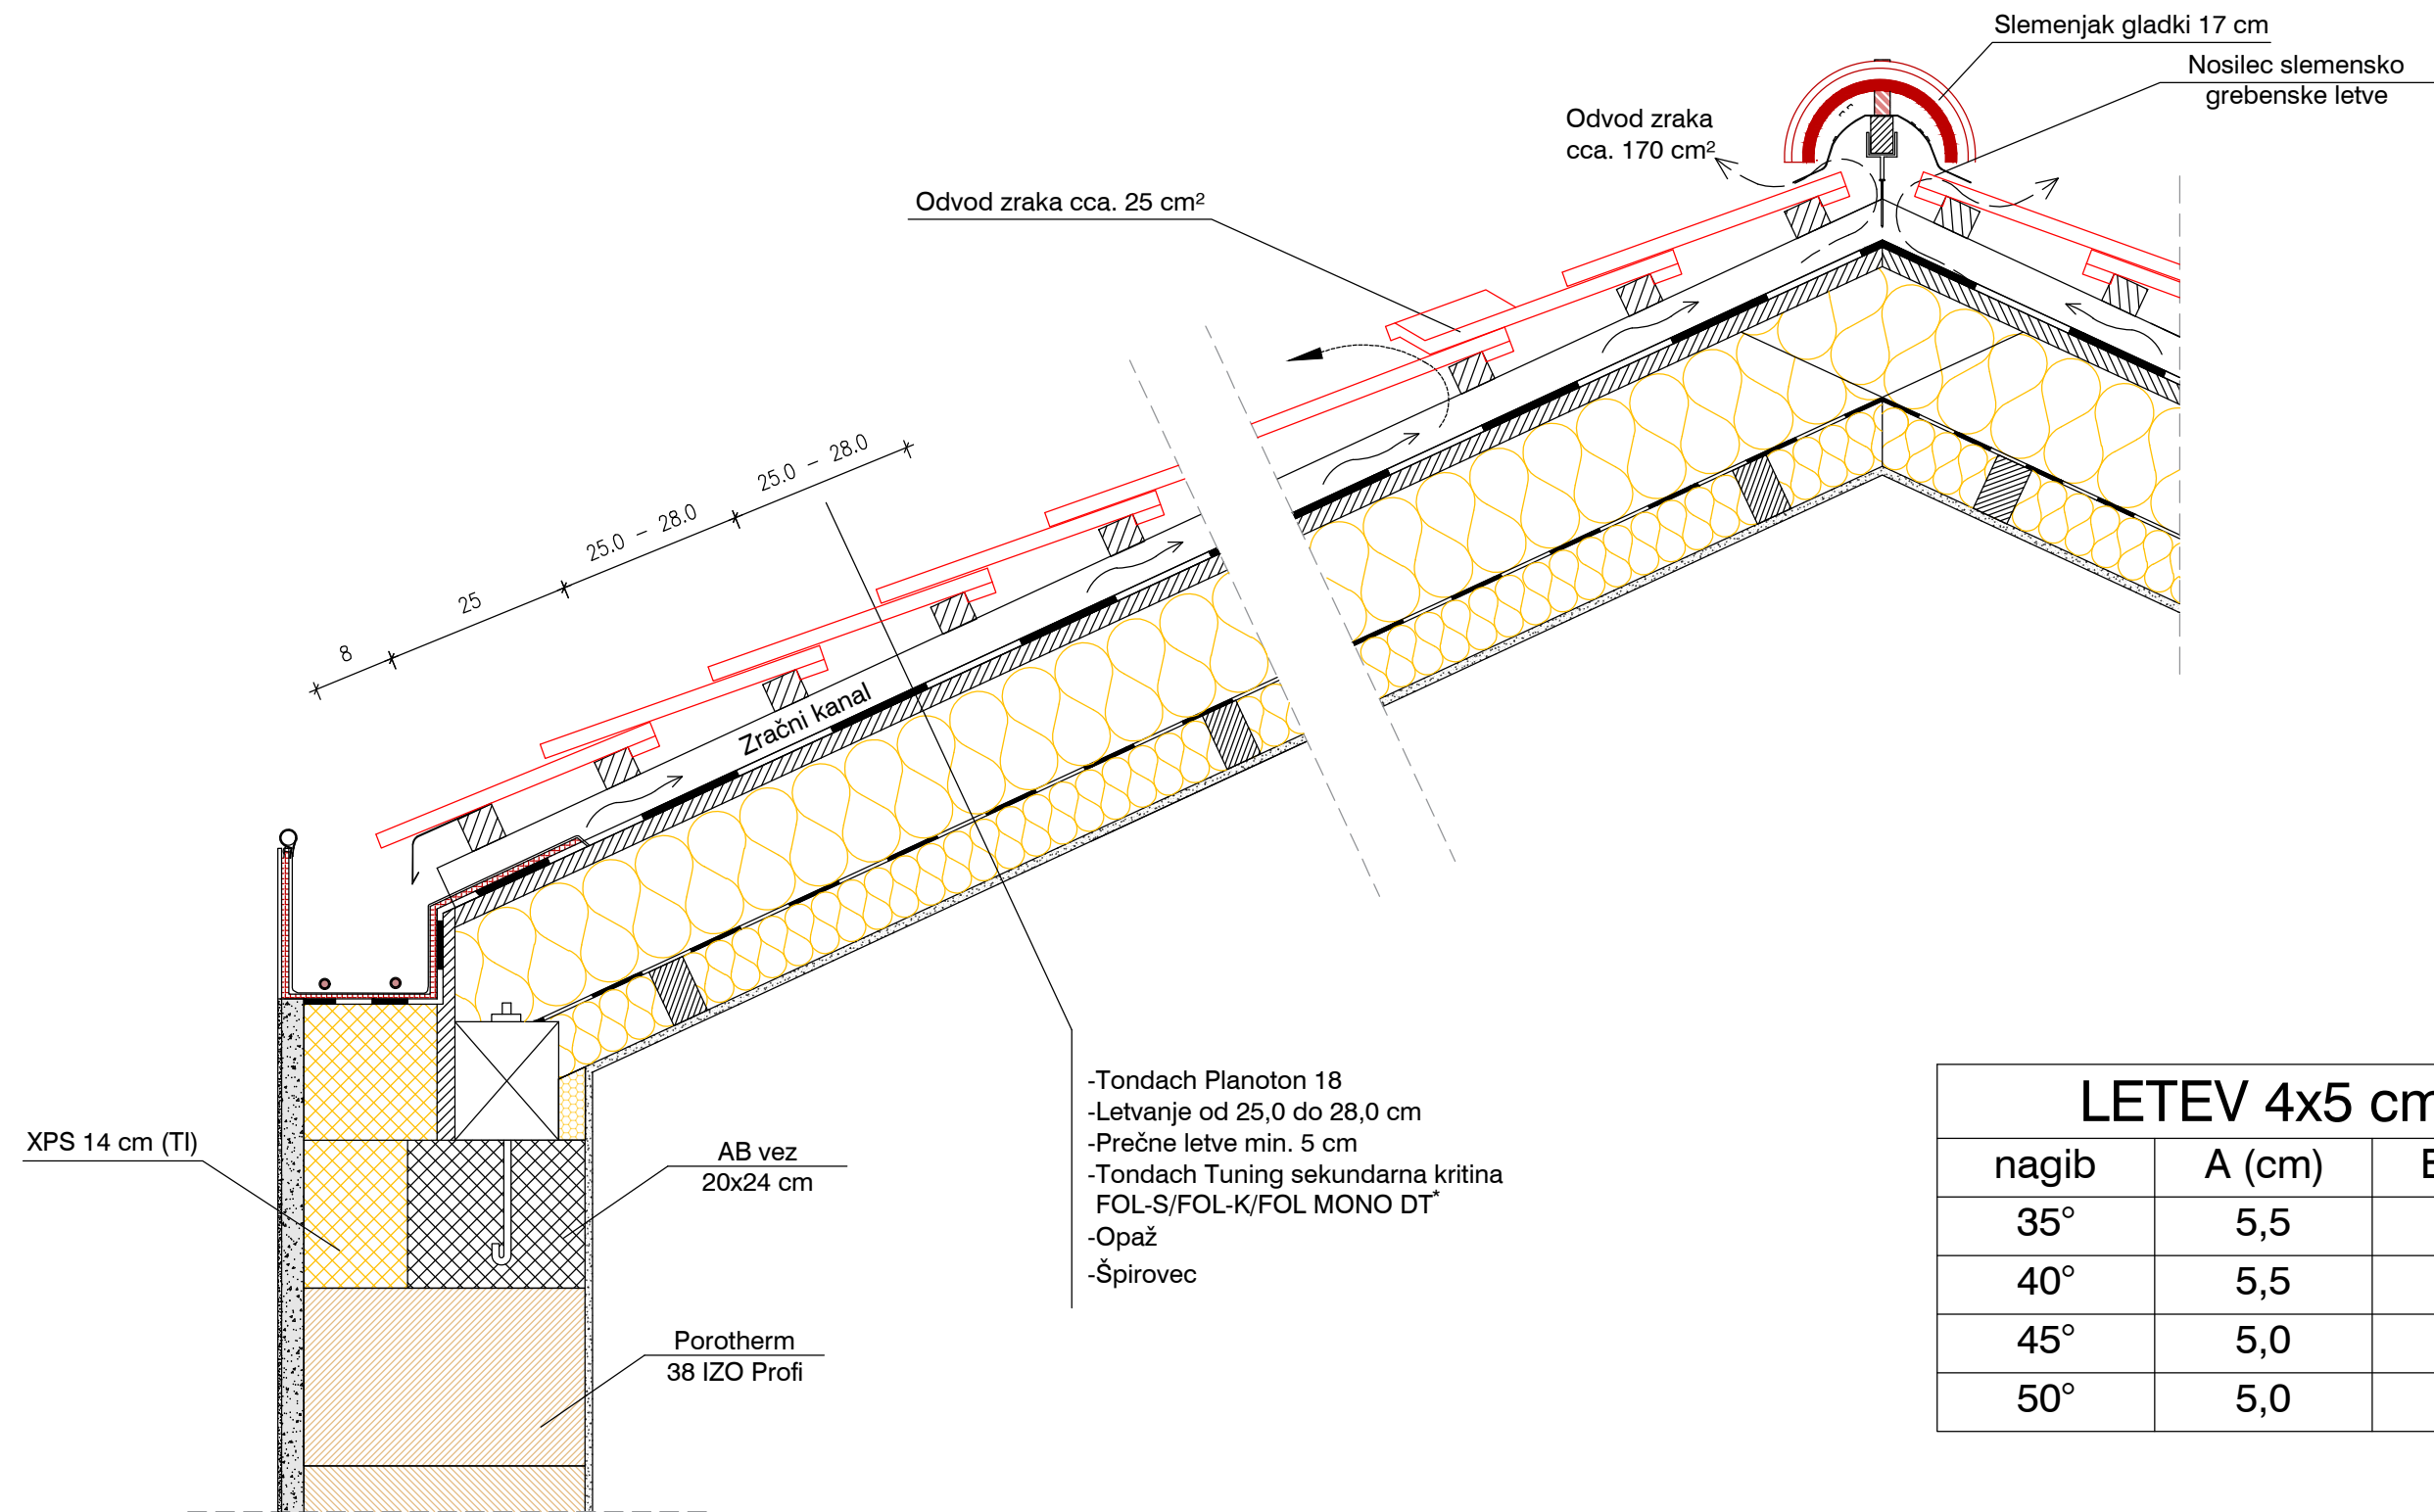 Slemenjak gladki 17 cm
Nosilec slemensko
grebenske letve
Odvod zraka
cca. 170 cm²
Odvod zraka cca. 25 cm²
8
25
25.0 – 28.0
25.0 – 28.0
Zračni kanal
-Tondach Planoton 18
-Letvanje od 25,0 do 28,0 cm
-Prečne letve min. 5 cm
-Tondach Tuning sekundarna kritina
FOL-S/FOL-K/FOL MONO DT*
-Opaž
-Špirovec
XPS 14 cm (TI)
AB vez
20x24 cm
Porotherm
38 IZO Profi
LETEV 4x5 cm
nagib A (cm)
35° 5,5
40° 5,5
45° 5,0
50° 5,0